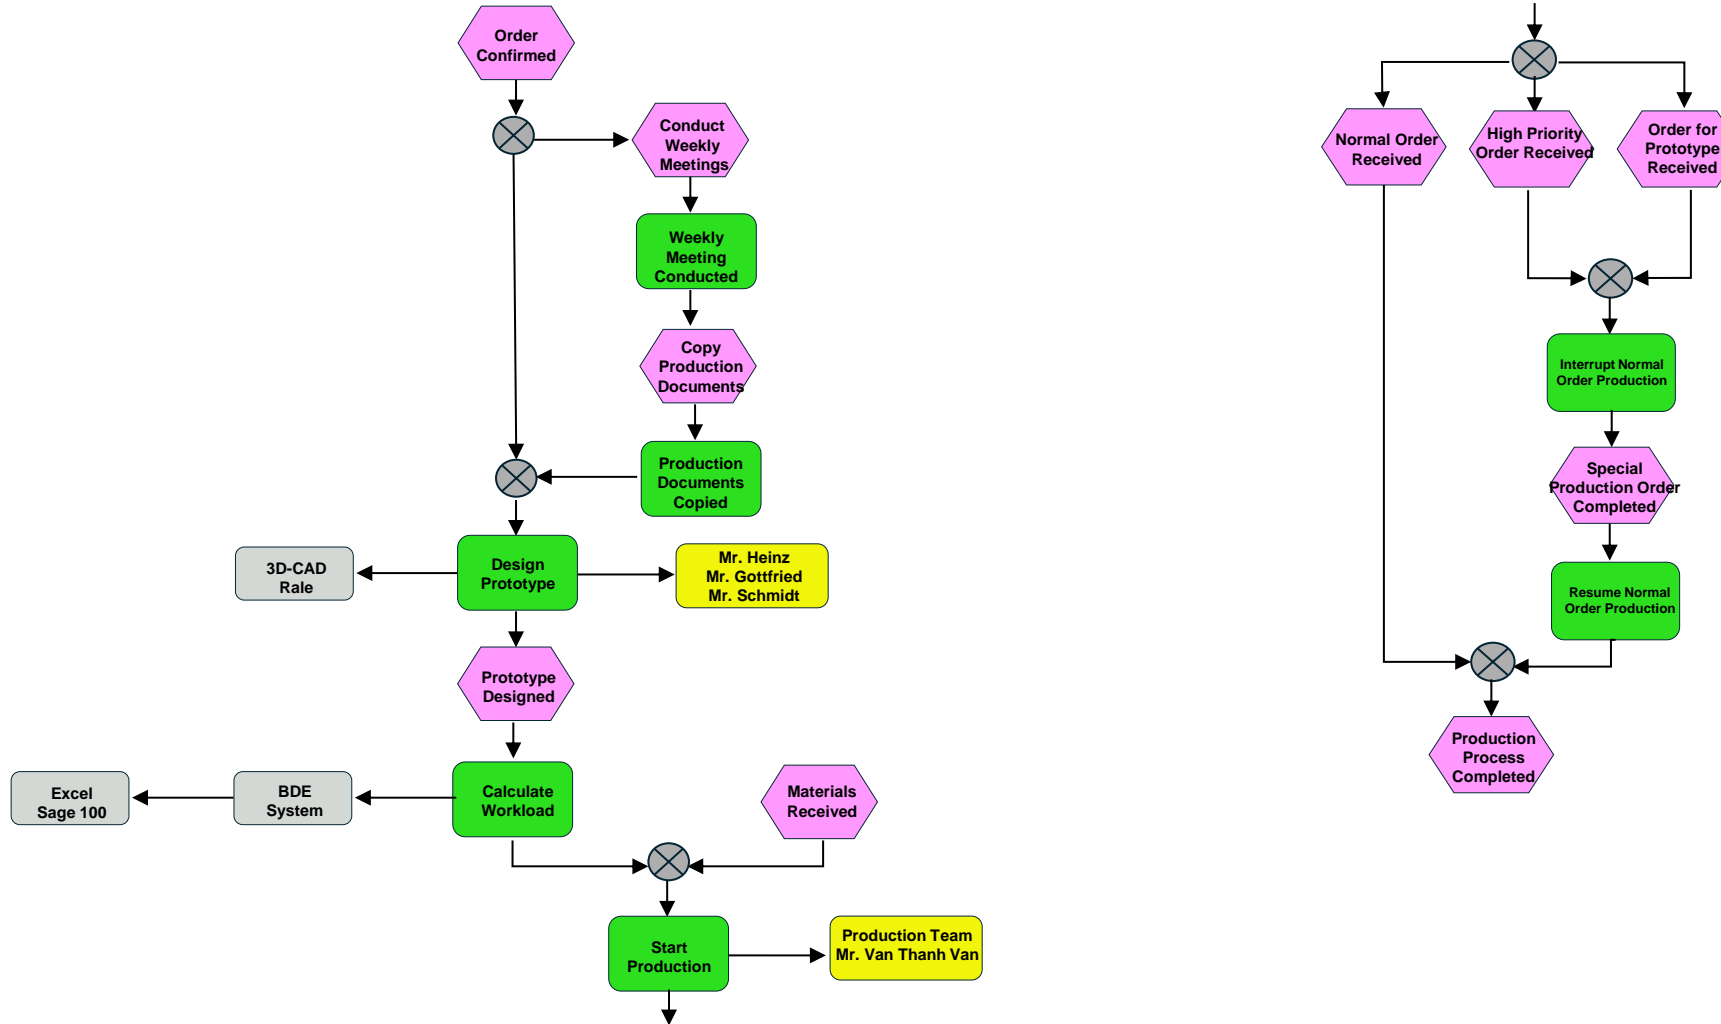 Order
Confirmed
Conduct
Weekly
Meetings
Weekly
Meeting
Conducted
Copy
Production
Documents
Production
Documents
Copied
3D-CAD
Rale
Design
Prototype
Mr. Heinz
Mr. Gottfried
Mr. Schmidt
Prototype
Designed
Excel
Sage 100
BDE
System
Calculate
Workload
Materials
Received
Start
Production
Production Team
Mr. Van Thanh Van
Normal Order
Received
High Priority
Order Received
Order for
Prototype
Received
Interrupt Normal
Order Production
Special
Production Order
Completed
Resume Normal
Order Production
Production
Process
Completed